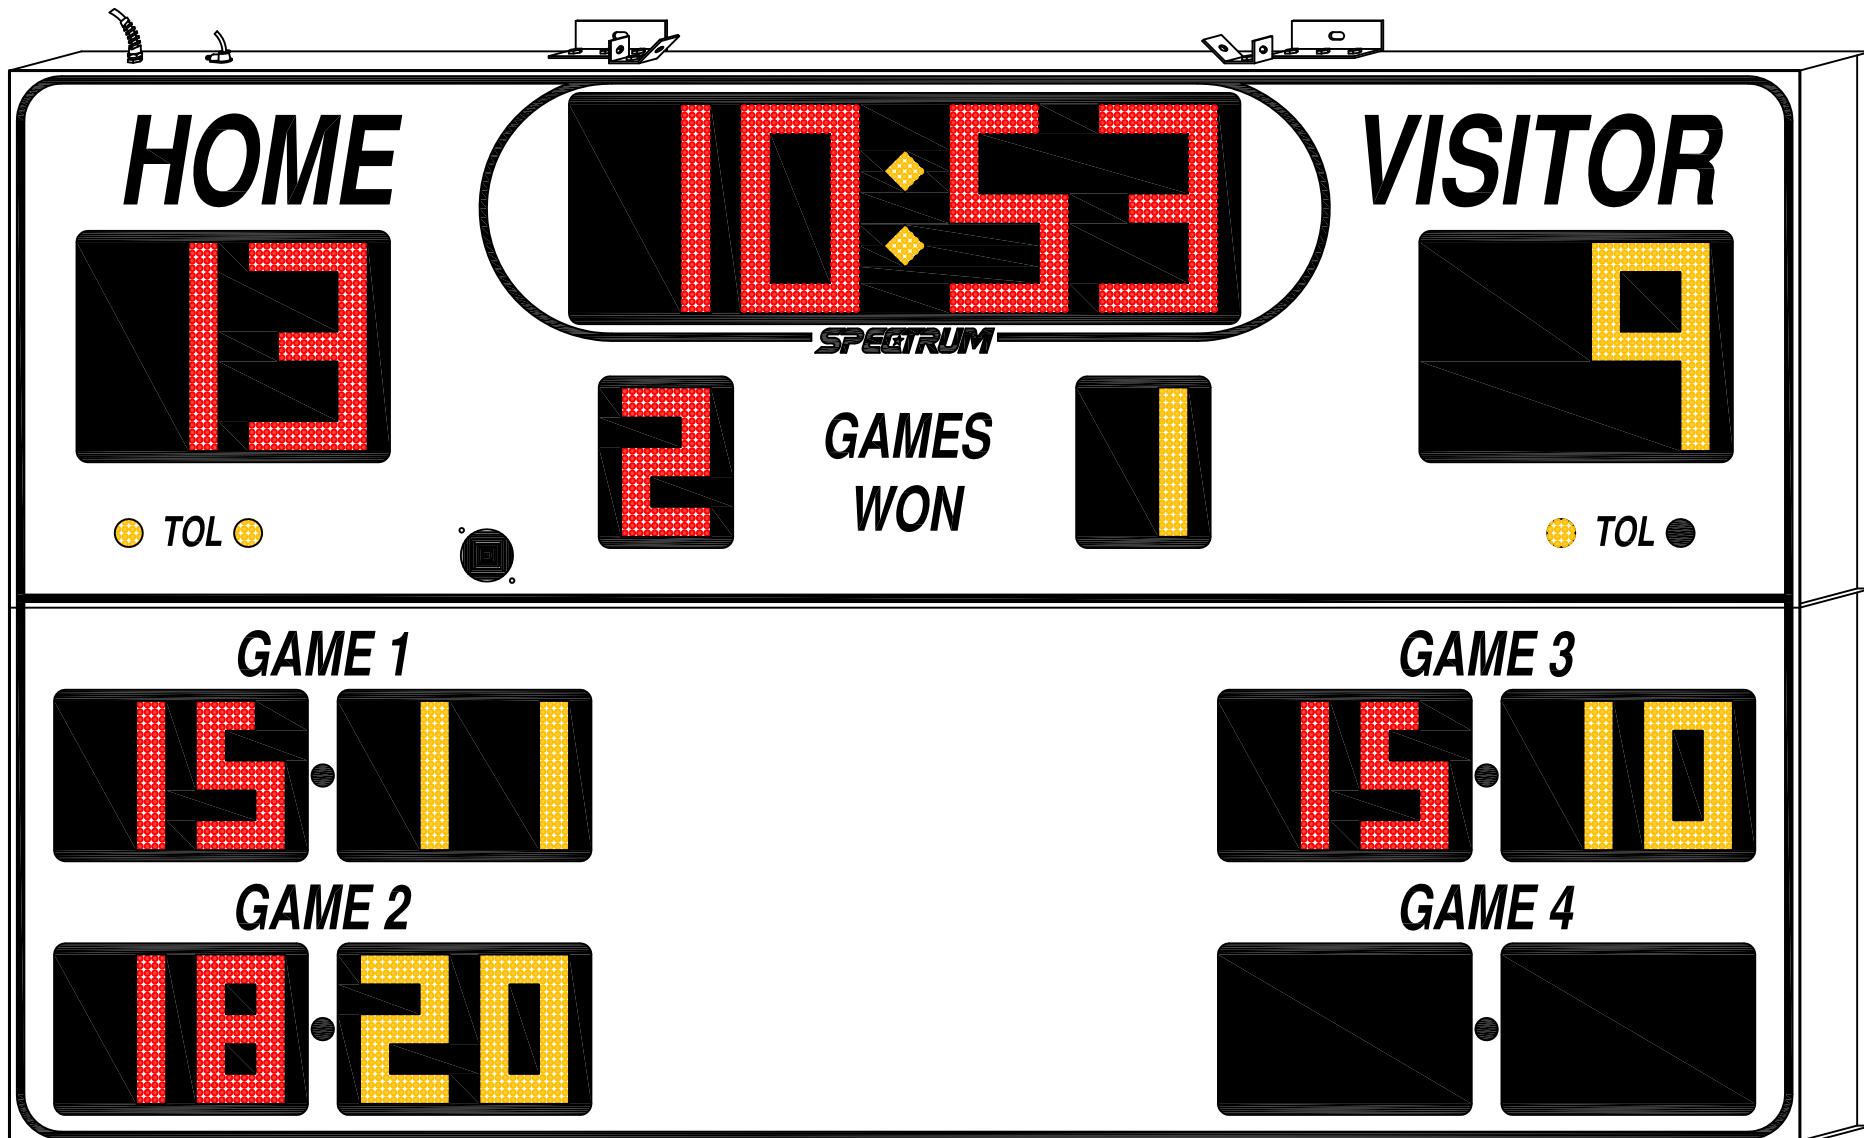 HOME 10:53 VISITOR
13 9
SPECTRUM
2 GAMES WON 1
TOL TOL
GAME 1 GAME 3
15 11 15 10
GAME 2 GAME 4
18 20